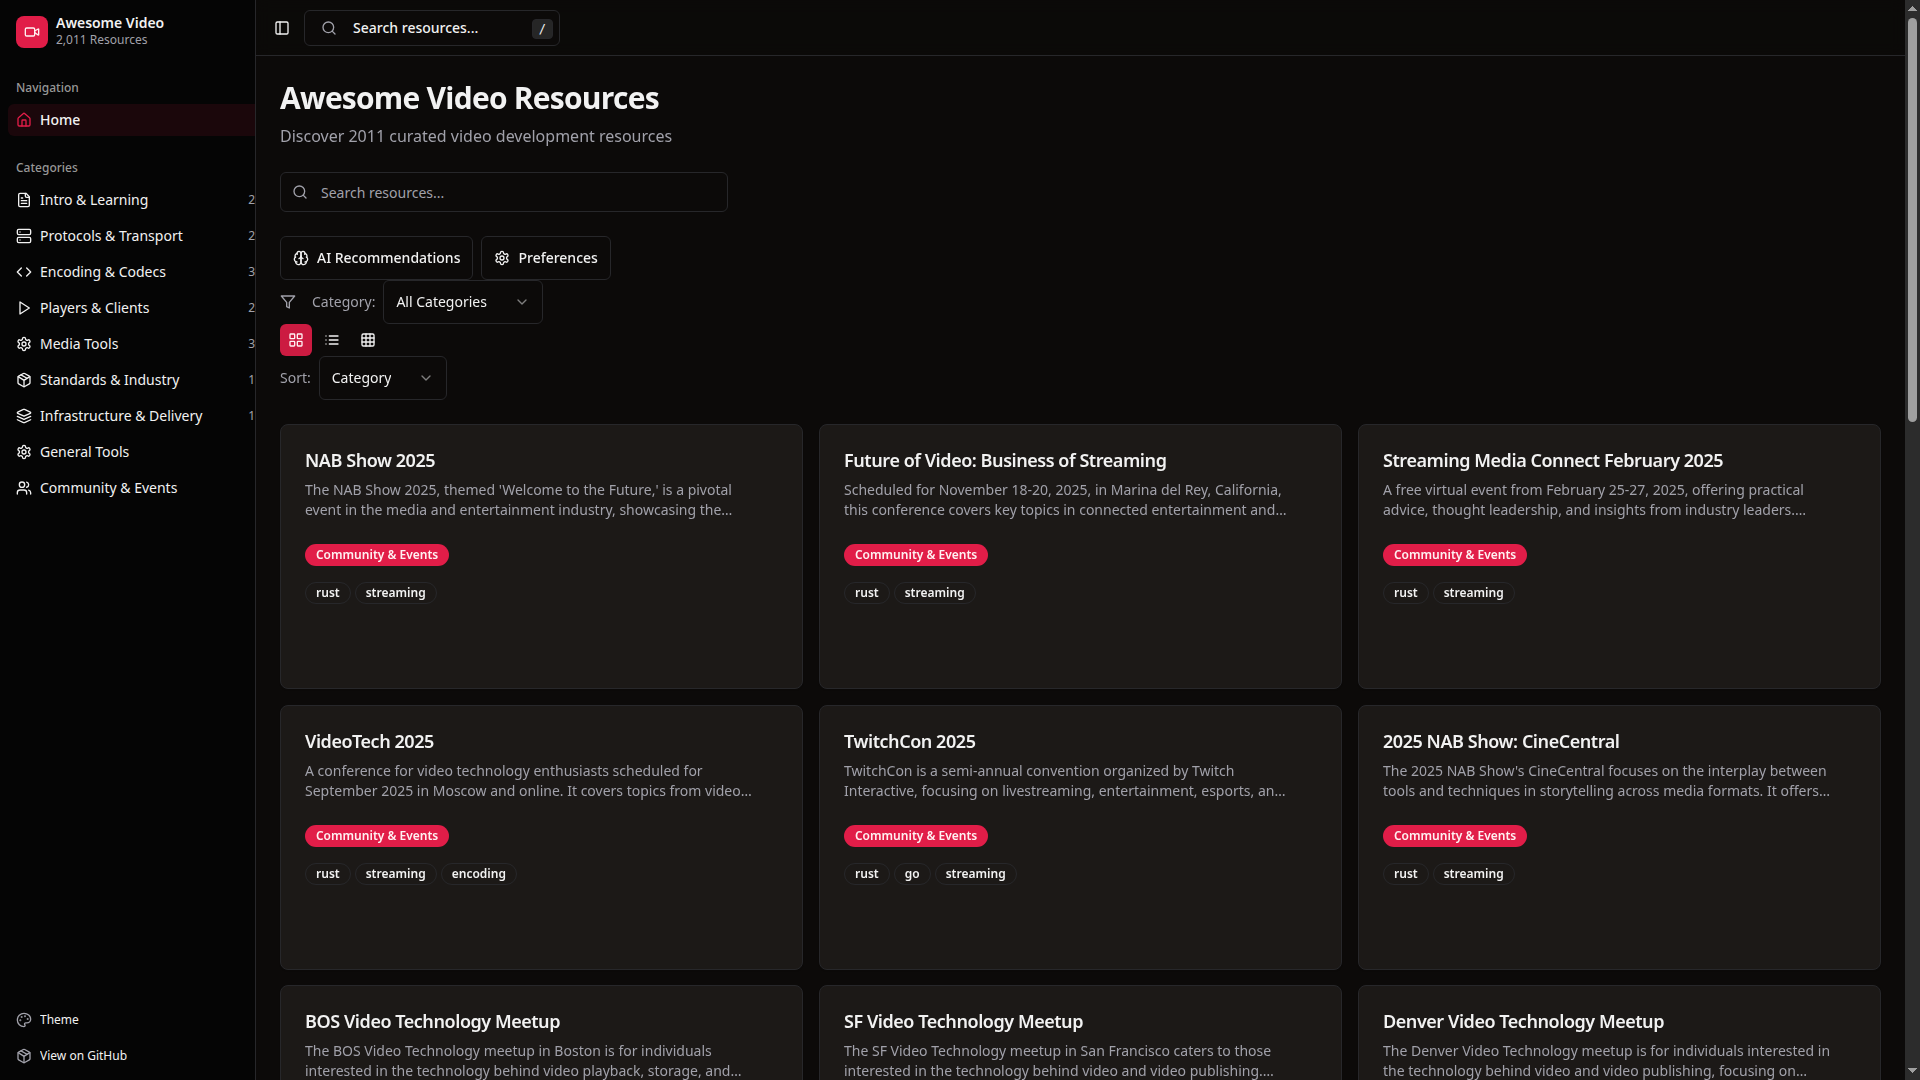 Awesome Video
2,011 Resources
Navigation
Home
Categories
Intro & Learning 2
Protocols & Transport 2
Encoding & Codecs 3
Players & Clients 2
Media Tools 3
Standards & Industry 1
Infrastructure & Delivery 1
General Tools
Community & Events
Theme
View on GitHub
Search resources... /
Awesome Video Resources
Discover 2011 curated video development resources
Search resources...
AI Recommendations Preferences
Category: All Categories
Sort: Category
NAB Show 2025
The NAB Show 2025, themed 'Welcome to the Future,' is a pivotal
event in the media and entertainment industry, showcasing the...
Community & Events
rust streaming
Future of Video: Business of Streaming
Scheduled for November 18-20, 2025, in Marina del Rey, California,
this conference covers key topics in connected entertainment and...
Community & Events
rust streaming
Streaming Media Connect February 2025
A free virtual event from February 25-27, 2025, offering practical
advice, thought leadership, and insights from industry leaders....
Community & Events
rust streaming
VideoTech 2025
A conference for video technology enthusiasts scheduled for
September 2025 in Moscow and online. It covers topics from video...
Community & Events
rust streaming encoding
TwitchCon 2025
TwitchCon is a semi-annual convention organized by Twitch
Interactive, focusing on livestreaming, entertainment, esports, an...
Community & Events
rust go streaming
2025 NAB Show: CineCentral
The 2025 NAB Show's CineCentral focuses on the interplay between
tools and techniques in storytelling across media formats. It offers...
Community & Events
rust streaming
BOS Video Technology Meetup
The BOS Video Technology meetup in Boston is for individuals
interested in the technology behind video playback, storage, and...
SF Video Technology Meetup
The SF Video Technology meetup in San Francisco caters to those
interested in the technology behind video and video publishing....
Denver Video Technology Meetup
The Denver Video Technology meetup is for individuals interested in
the technology behind video and video publishing, focusing on...